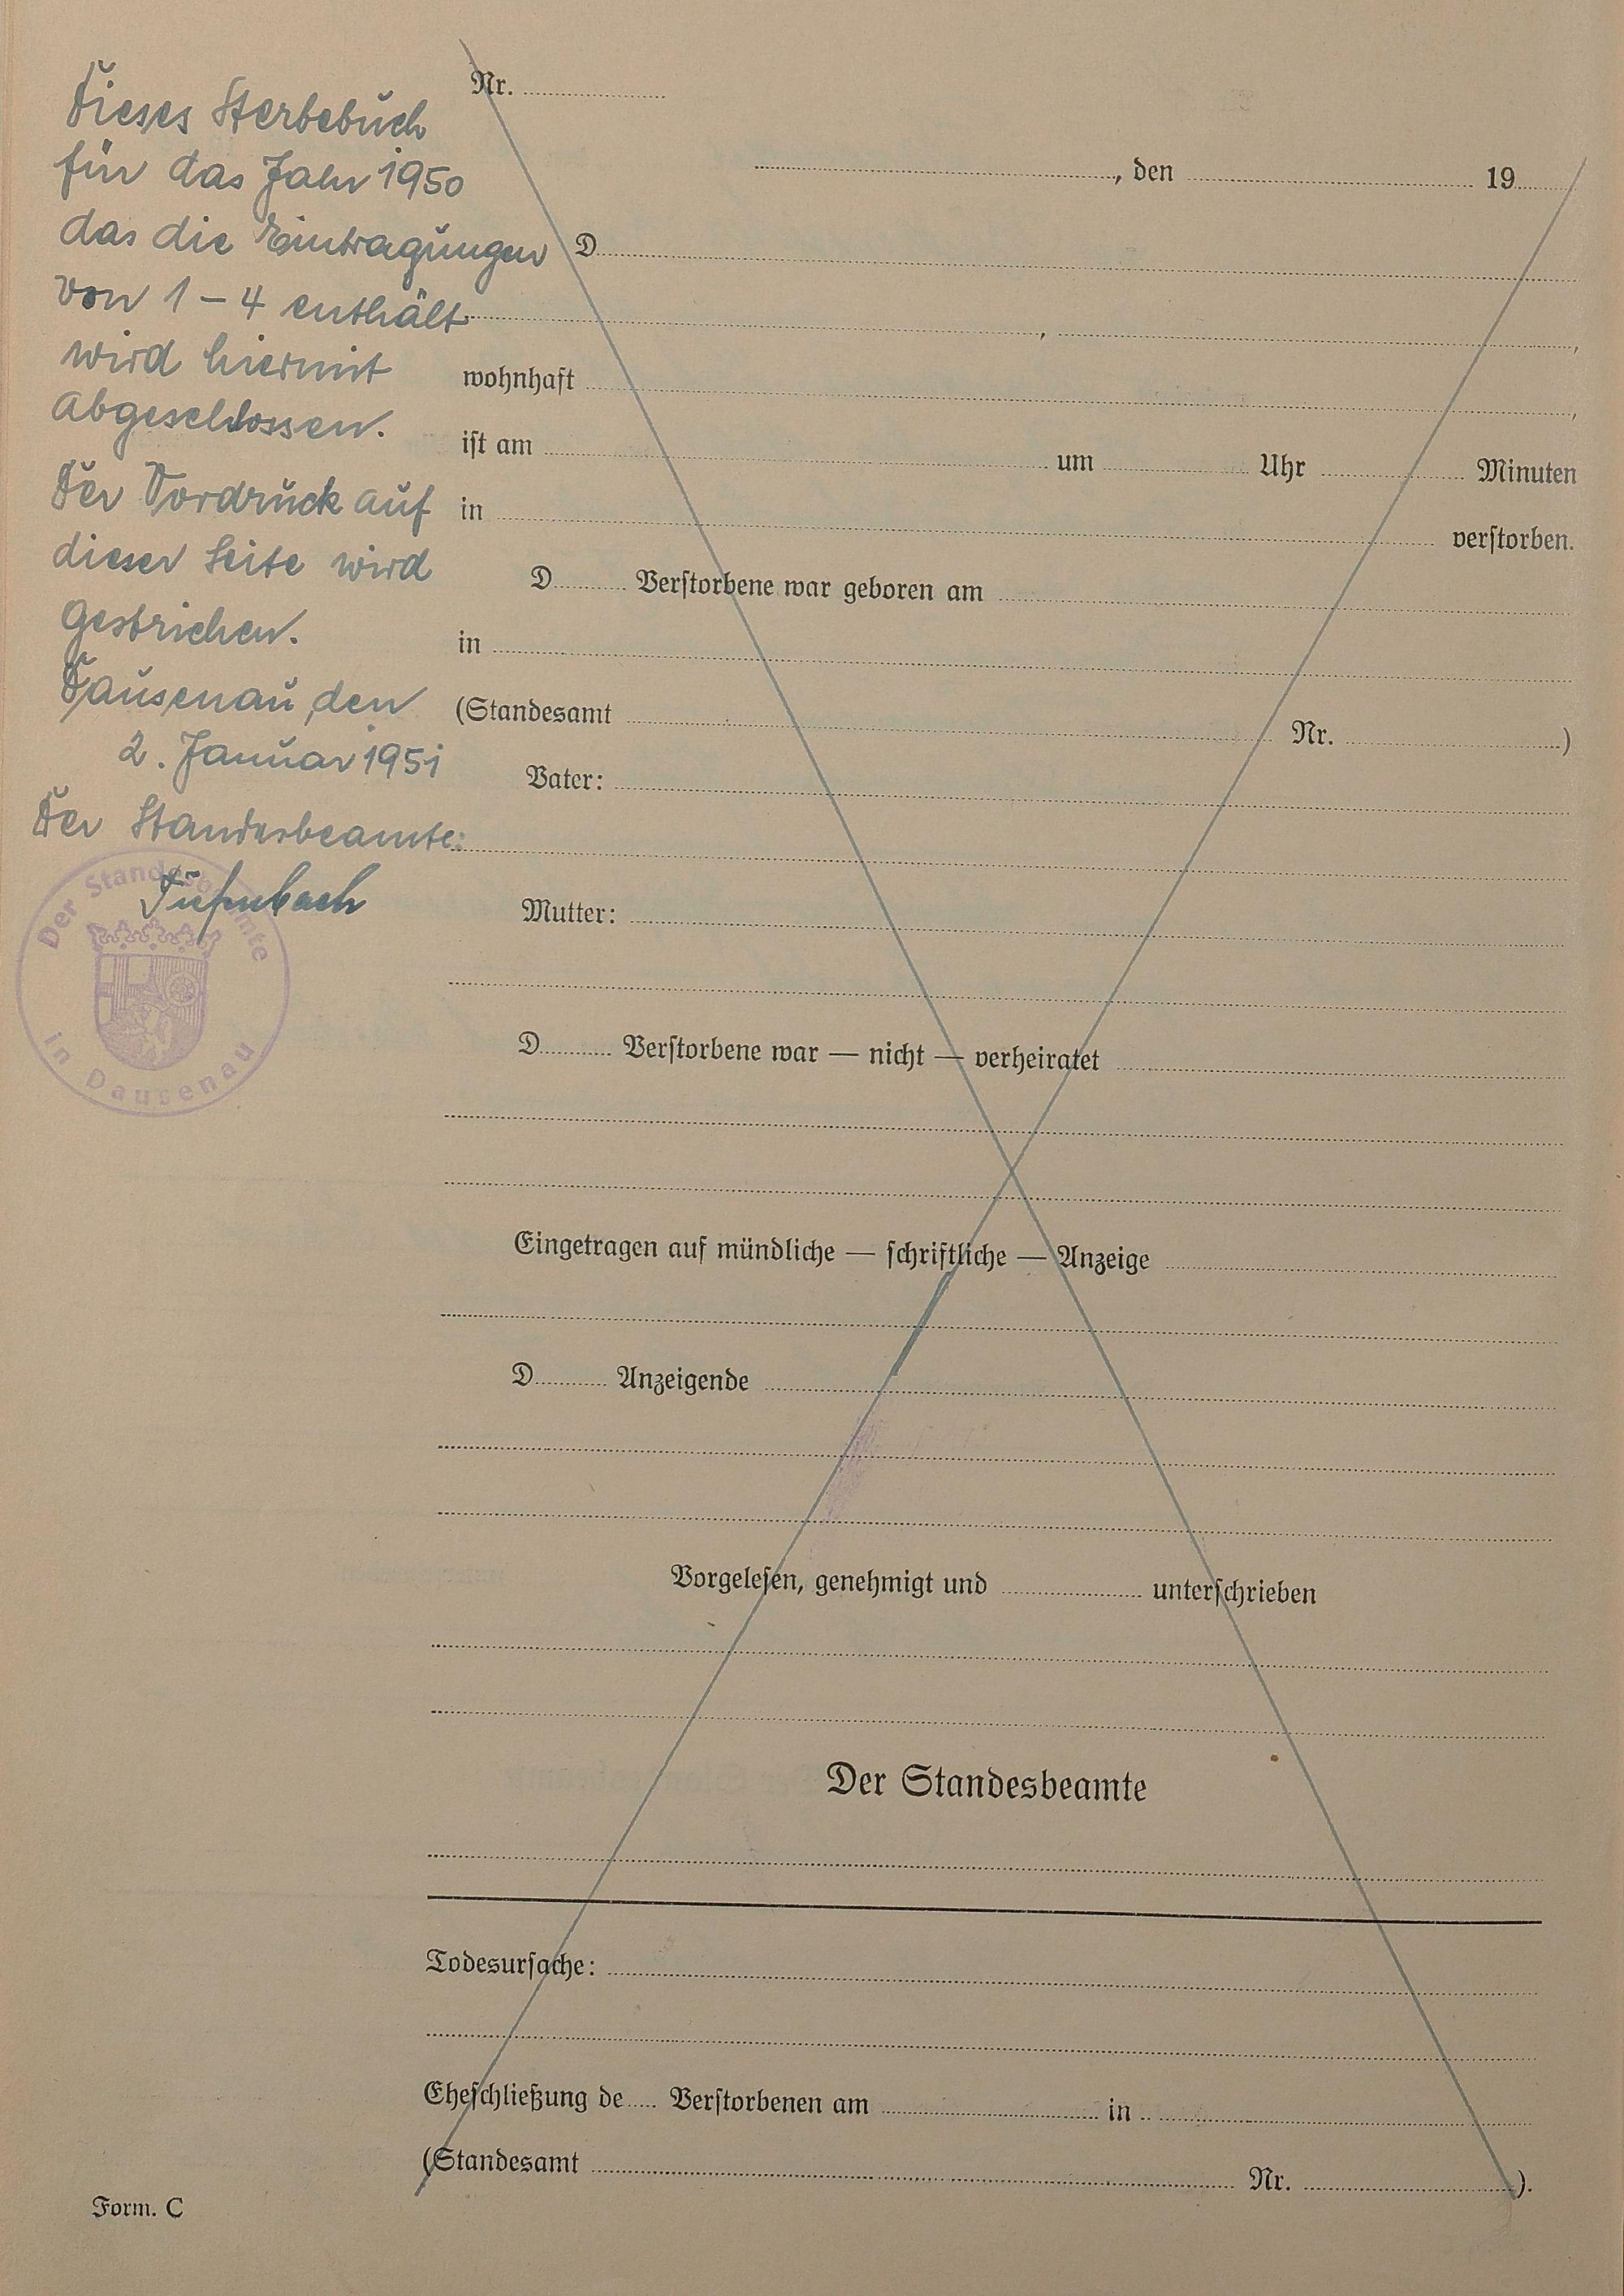 Dieses Sterbebuch
für das Jahr 1950
das die Eintragungen
von 1 – 4 enthält
wird hiermit
abgeschlossen.
Der Vordruck auf
dieser Seite wird
gestrichen.
Dausenau, den
2. Januar 1951
Der Standesbeamte:
Der Standesbeamte
in Dausenau
Nr.
, den 19
D
, ,
wohnhaft ,
ist am um Uhr Minuten
in verstorben.
D Verstorbene war geboren am
in
(Standesamt Nr. )
Vater:
Mutter:
D Verstorbene war — nicht — verheiratet
Eingetragen auf mündliche — schriftliche — Anzeige
D Anzeigende
Vorgelesen, genehmigt und unterschrieben
Der Standesbeamte
Todesursache:
Eheschließung de Verstorbenen am in
(Standesamt Nr. ).
Form. C